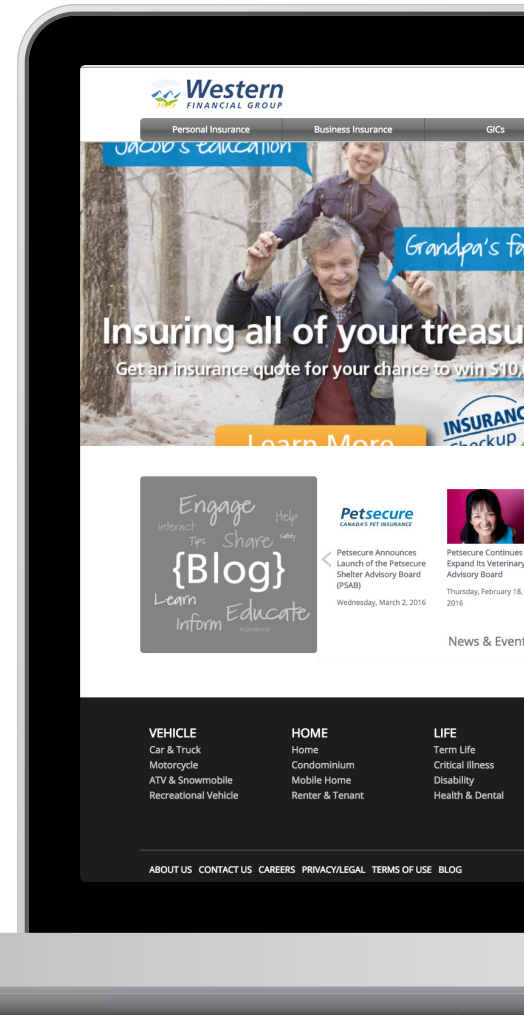 Western
FINANCIAL GROUP
Personal Insurance Business Insurance GICs
Jacob's education
Grandpa's
Insuring all of your
Get an insurance quote for your chance to win
Learn More
Checkup
Engage
Interact Help
Tips Share Safety
{Blog}
Learn
Inform Educate
Insurance
Petsecure
CANADA'S PET INSURANCE
Petsecure Announces
Launch of the Petsecure
Shelter Advisory Board
(PSAB)
Wednesday, March 2, 2016
Petsecure Continues
Expand Its Veterinary
Advisory Board
Thursday, February 18,
2016
News &
VEHICLE
Car & Truck
Motorcycle
ATV & Snowmobile
Recreational Vehicle
HOME
Home
Condominium
Mobile Home
Renter & Tenant
LIFE
Term Life
Critical Illness
Disability
Health & Dental
ABOUT US CONTACT US CAREERS PRIVACY/LEGAL TERMS OF USE BLOG